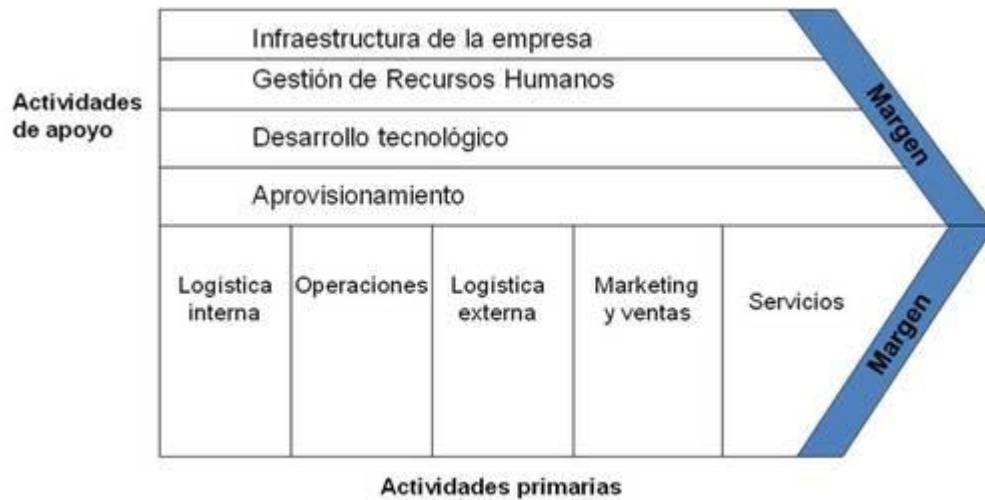 Infraestructura de la empresa
Gestión de Recursos Humanos
Actividades
de apoyo
Desarrollo tecnológico
Aprovisionamiento
Margen
Logística
interna
Operaciones
Logística
externa
Marketing
y ventas
Servicios
Margen
Actividades primarias